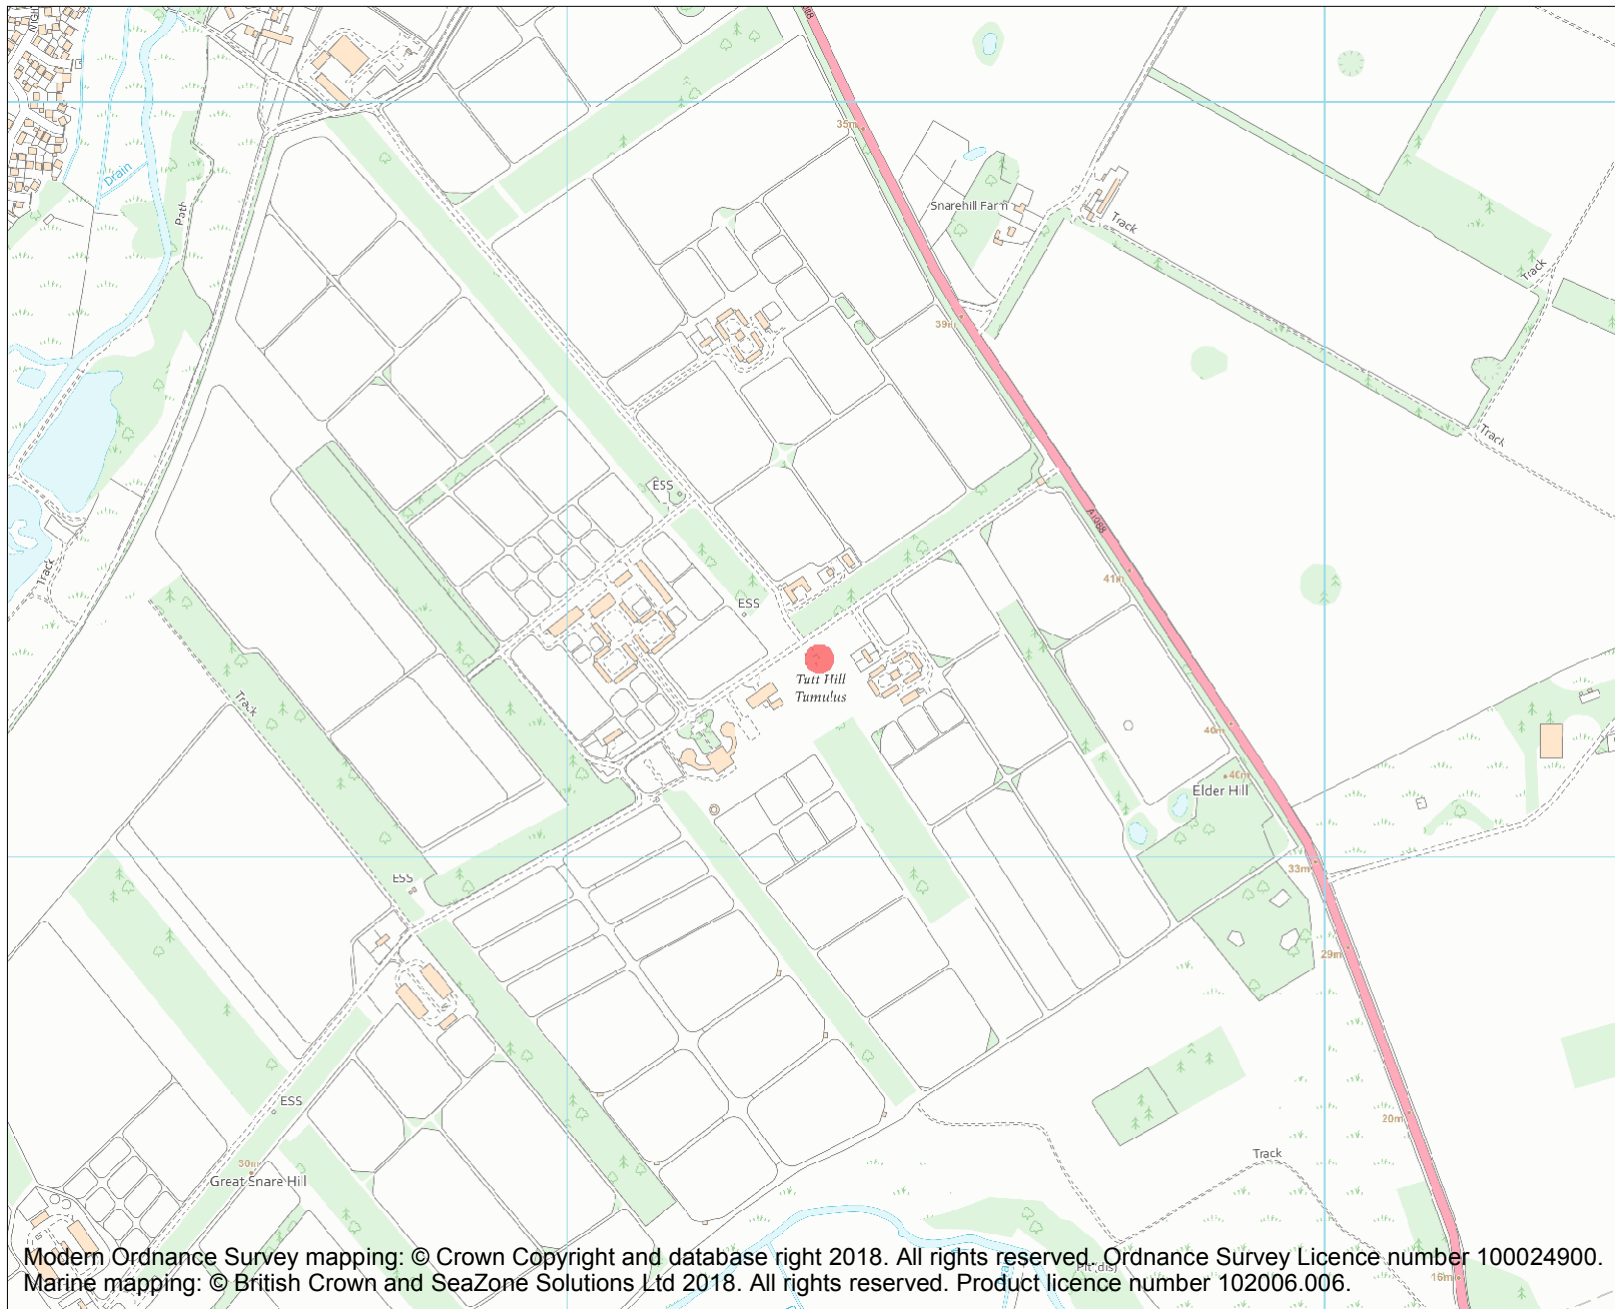 35m
Drain
Path
Snarehill Farm
Track
Track
39m
Track
ESS
A1088
Track
41m
ESS
Tutt Hill
Tumulus
Track
40m
40m
Elder Hill
33m
ESS
29m
ESS
20m
Track
30m
Great Snare Hill
Modern Ordnance Survey mapping: © Crown Copyright and database right 2018. All rights reserved. Ordnance Survey Licence number 100024900.
Pit (dis)
Marine mapping: © British Crown and SeaZone Solutions Ltd 2018. All rights reserved. Product licence number 102006.006.
16m